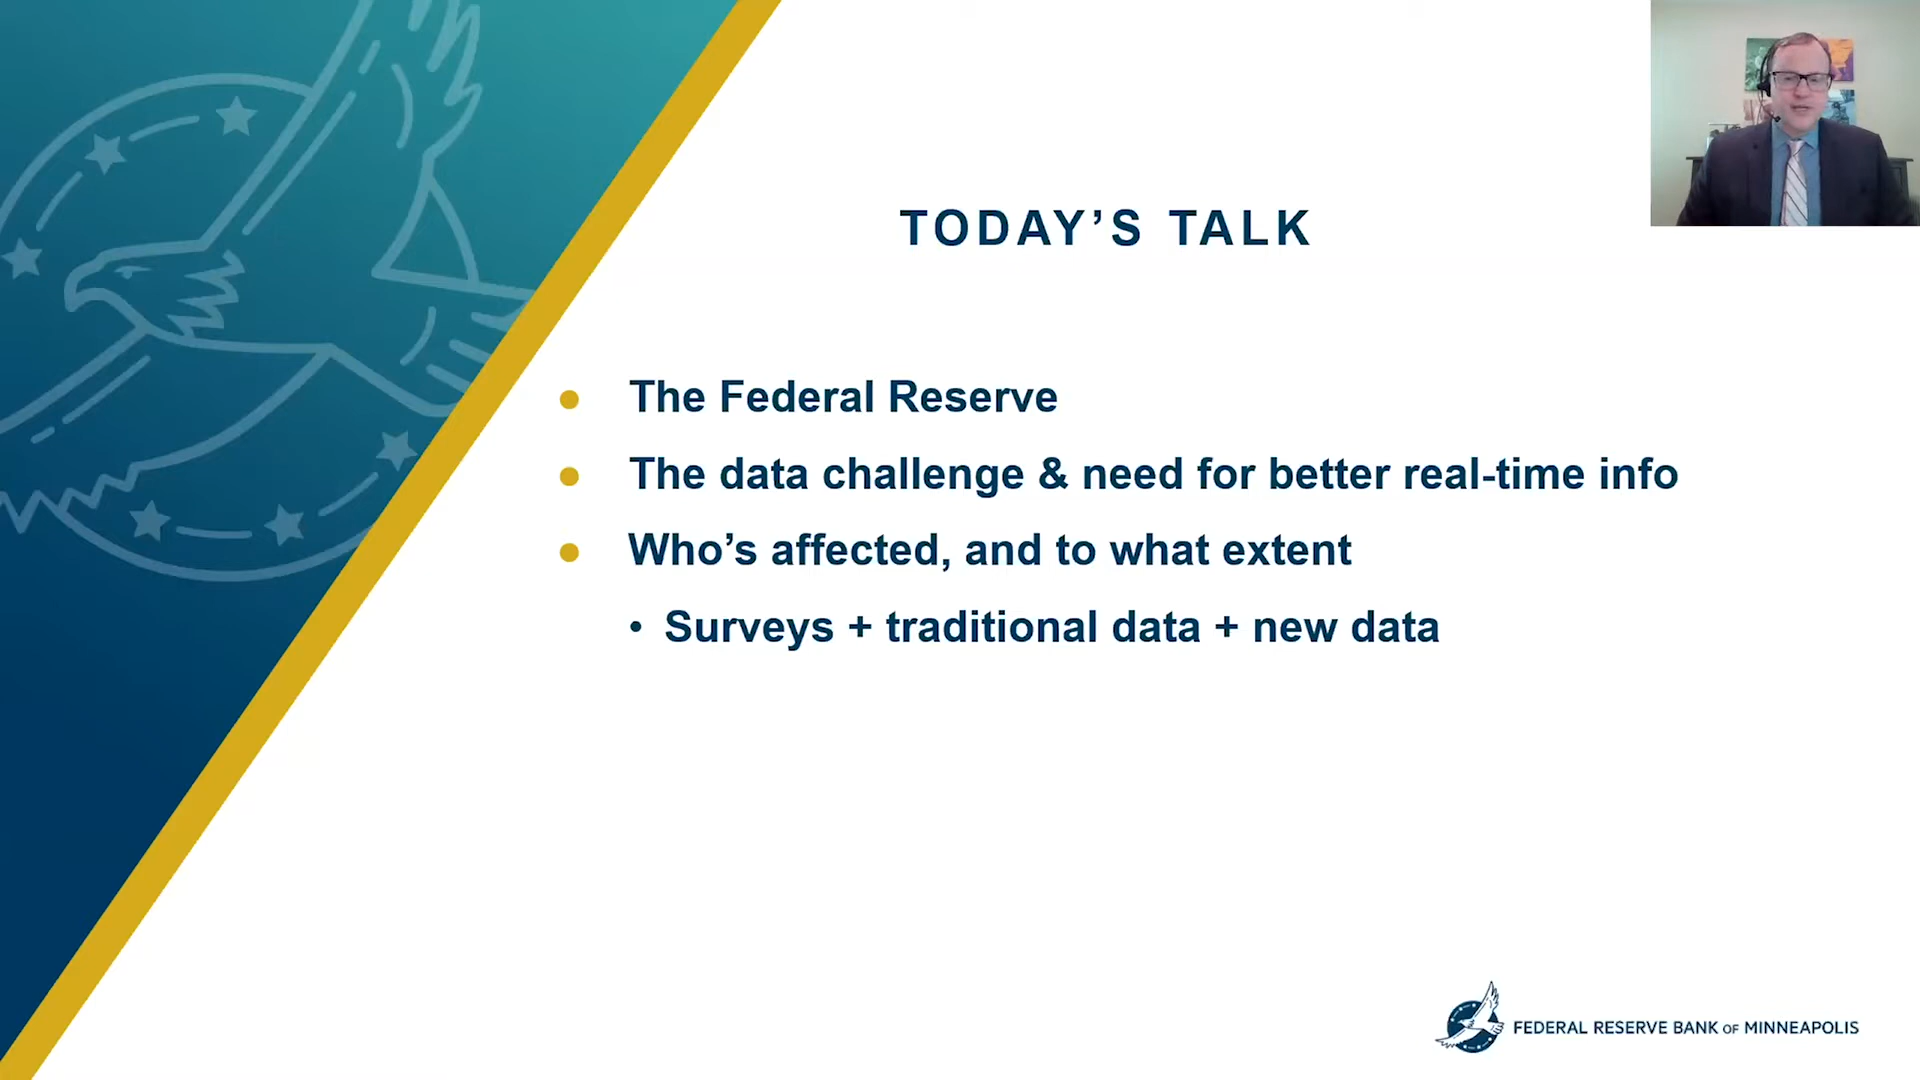 TODAY’S TALK
● The Federal Reserve
● The data challenge & need for better real-time info
● Who’s affected, and to what extent
• Surveys + traditional data + new data
FEDERAL RESERVE BANK OF MINNEAPOLIS